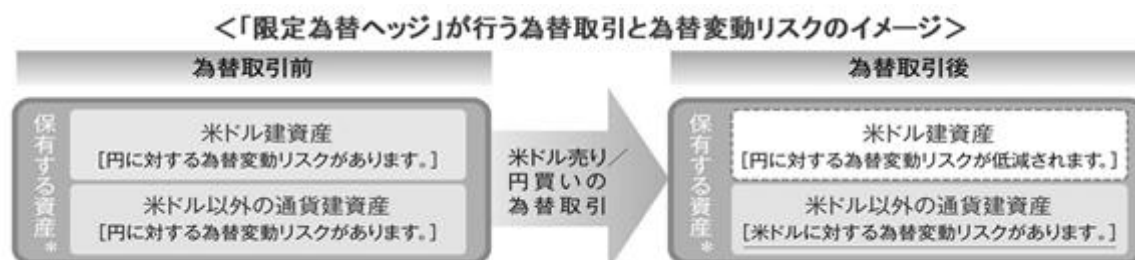 <「限定為替ヘッジ」が行う為替取引と為替変動リスクのイメージ>
為替取引前
保有する資産*
米ドル建資産
[円に対する為替変動リスクがあります。]
米ドル以外の通貨建資産
[円に対する為替変動リスクがあります。]
米ドル売り/
円買いの
為替取引
為替取引後
保有する資産*
米ドル建資産
[円に対する為替変動リスクが低減されます。]
米ドル以外の通貨建資産
[米ドルに対する為替変動リスクがあります。]